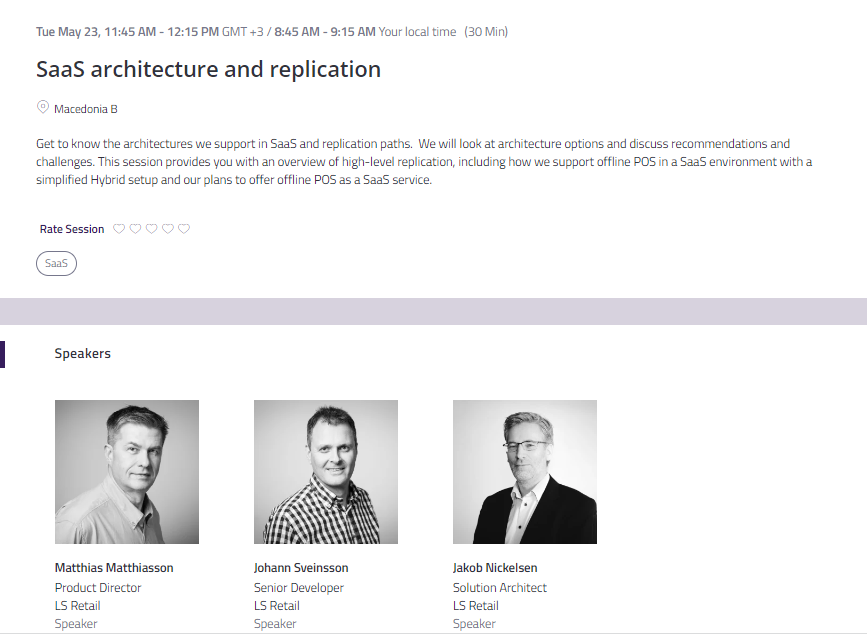 Tue May 23, 11:45 AM - 12:15 PM GMT +3 / 8:45 AM - 9:15 AM Your local time (30 Min)
SaaS architecture and replication
Macedonia B
Get to know the architectures we support in SaaS and replication paths.  We will look at architecture options and discuss recommendations and
challenges. This session provides you with an overview of high-level replication, including how we support offline POS in a SaaS environment with a
simplified Hybrid setup and our plans to offer offline POS as a SaaS service.
Rate Session
SaaS
Speakers
Matthias Matthiasson Johann Sveinsson Jakob Nickelsen
Product Director Senior Developer Solution Architect
LS Retail LS Retail LS Retail
Speaker Speaker Speaker